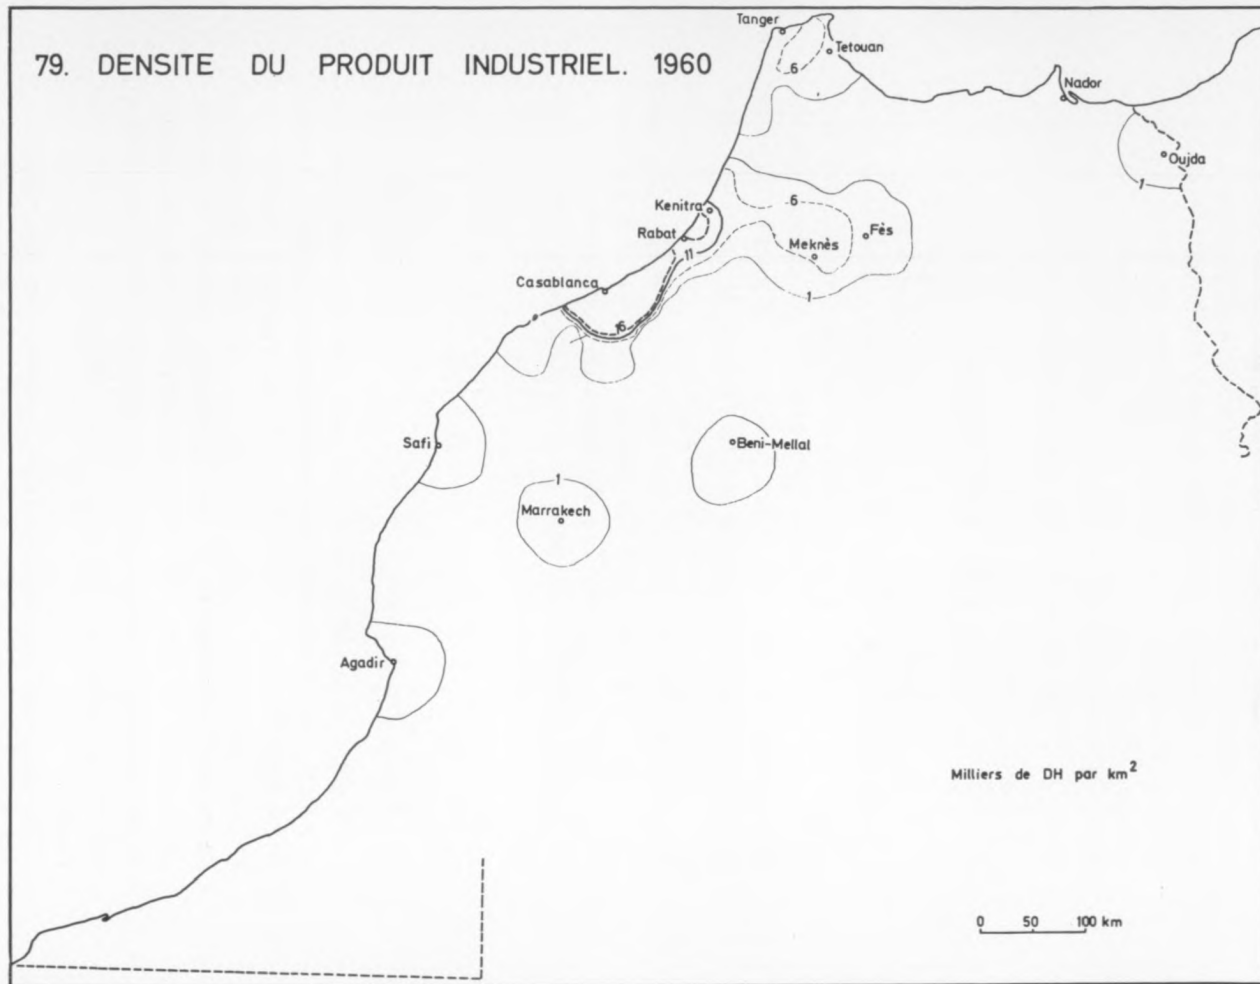 79. DENSITE DU PRODUIT INDUSTRIEL. 1960
Tanger
Tetouan
6
Nador
Oujda
1
Kenitra
6
Rabat
Fès
11
Meknès
Casablanca
1
16
Safi
Beni-Mellal
1
Marrakech
Agadir
Milliers de DH par km²
0 50 100 km